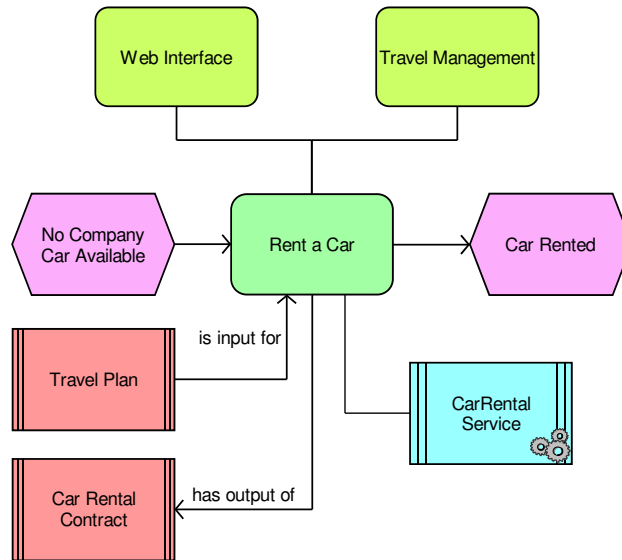 Web Interface
Travel Management
No Company
Car Available
Rent a Car
Car Rented
is input for
Travel Plan
CarRental
Service
has output of
Car Rental
Contract